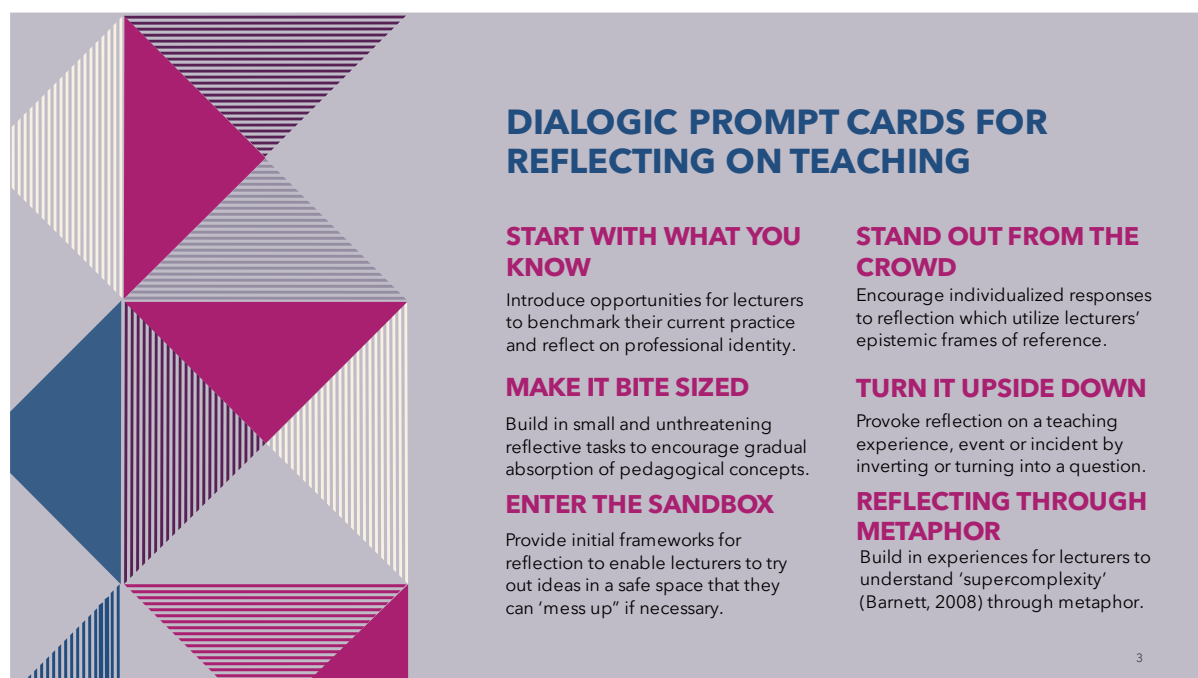 DIALOGIC PROMPT CARDS FOR
REFLECTING ON TEACHING
START WITH WHAT YOU
KNOW
Introduce opportunities for lecturers
to benchmark their current practice
and reflect on professional identity.
MAKE IT BITE SIZED
Build in small and unthreatening
reflective tasks to encourage gradual
absorption of pedagogical concepts.
ENTER THE SANDBOX
Provide initial frameworks for
reflection to enable lecturers to try
out ideas in a safe space that they
can ‘mess up” if necessary.
STAND OUT FROM THE
CROWD
Encourage individualized responses
to reflection which utilize lecturers’
epistemic frames of reference.
TURN IT UPSIDE DOWN
Provoke reflection on a teaching
experience, event or incident by
inverting or turning into a question.
REFLECTING THROUGH
METAPHOR
Build in experiences for lecturers to
understand ‘supercomplexity’
(Barnett, 2008) through metaphor.
3